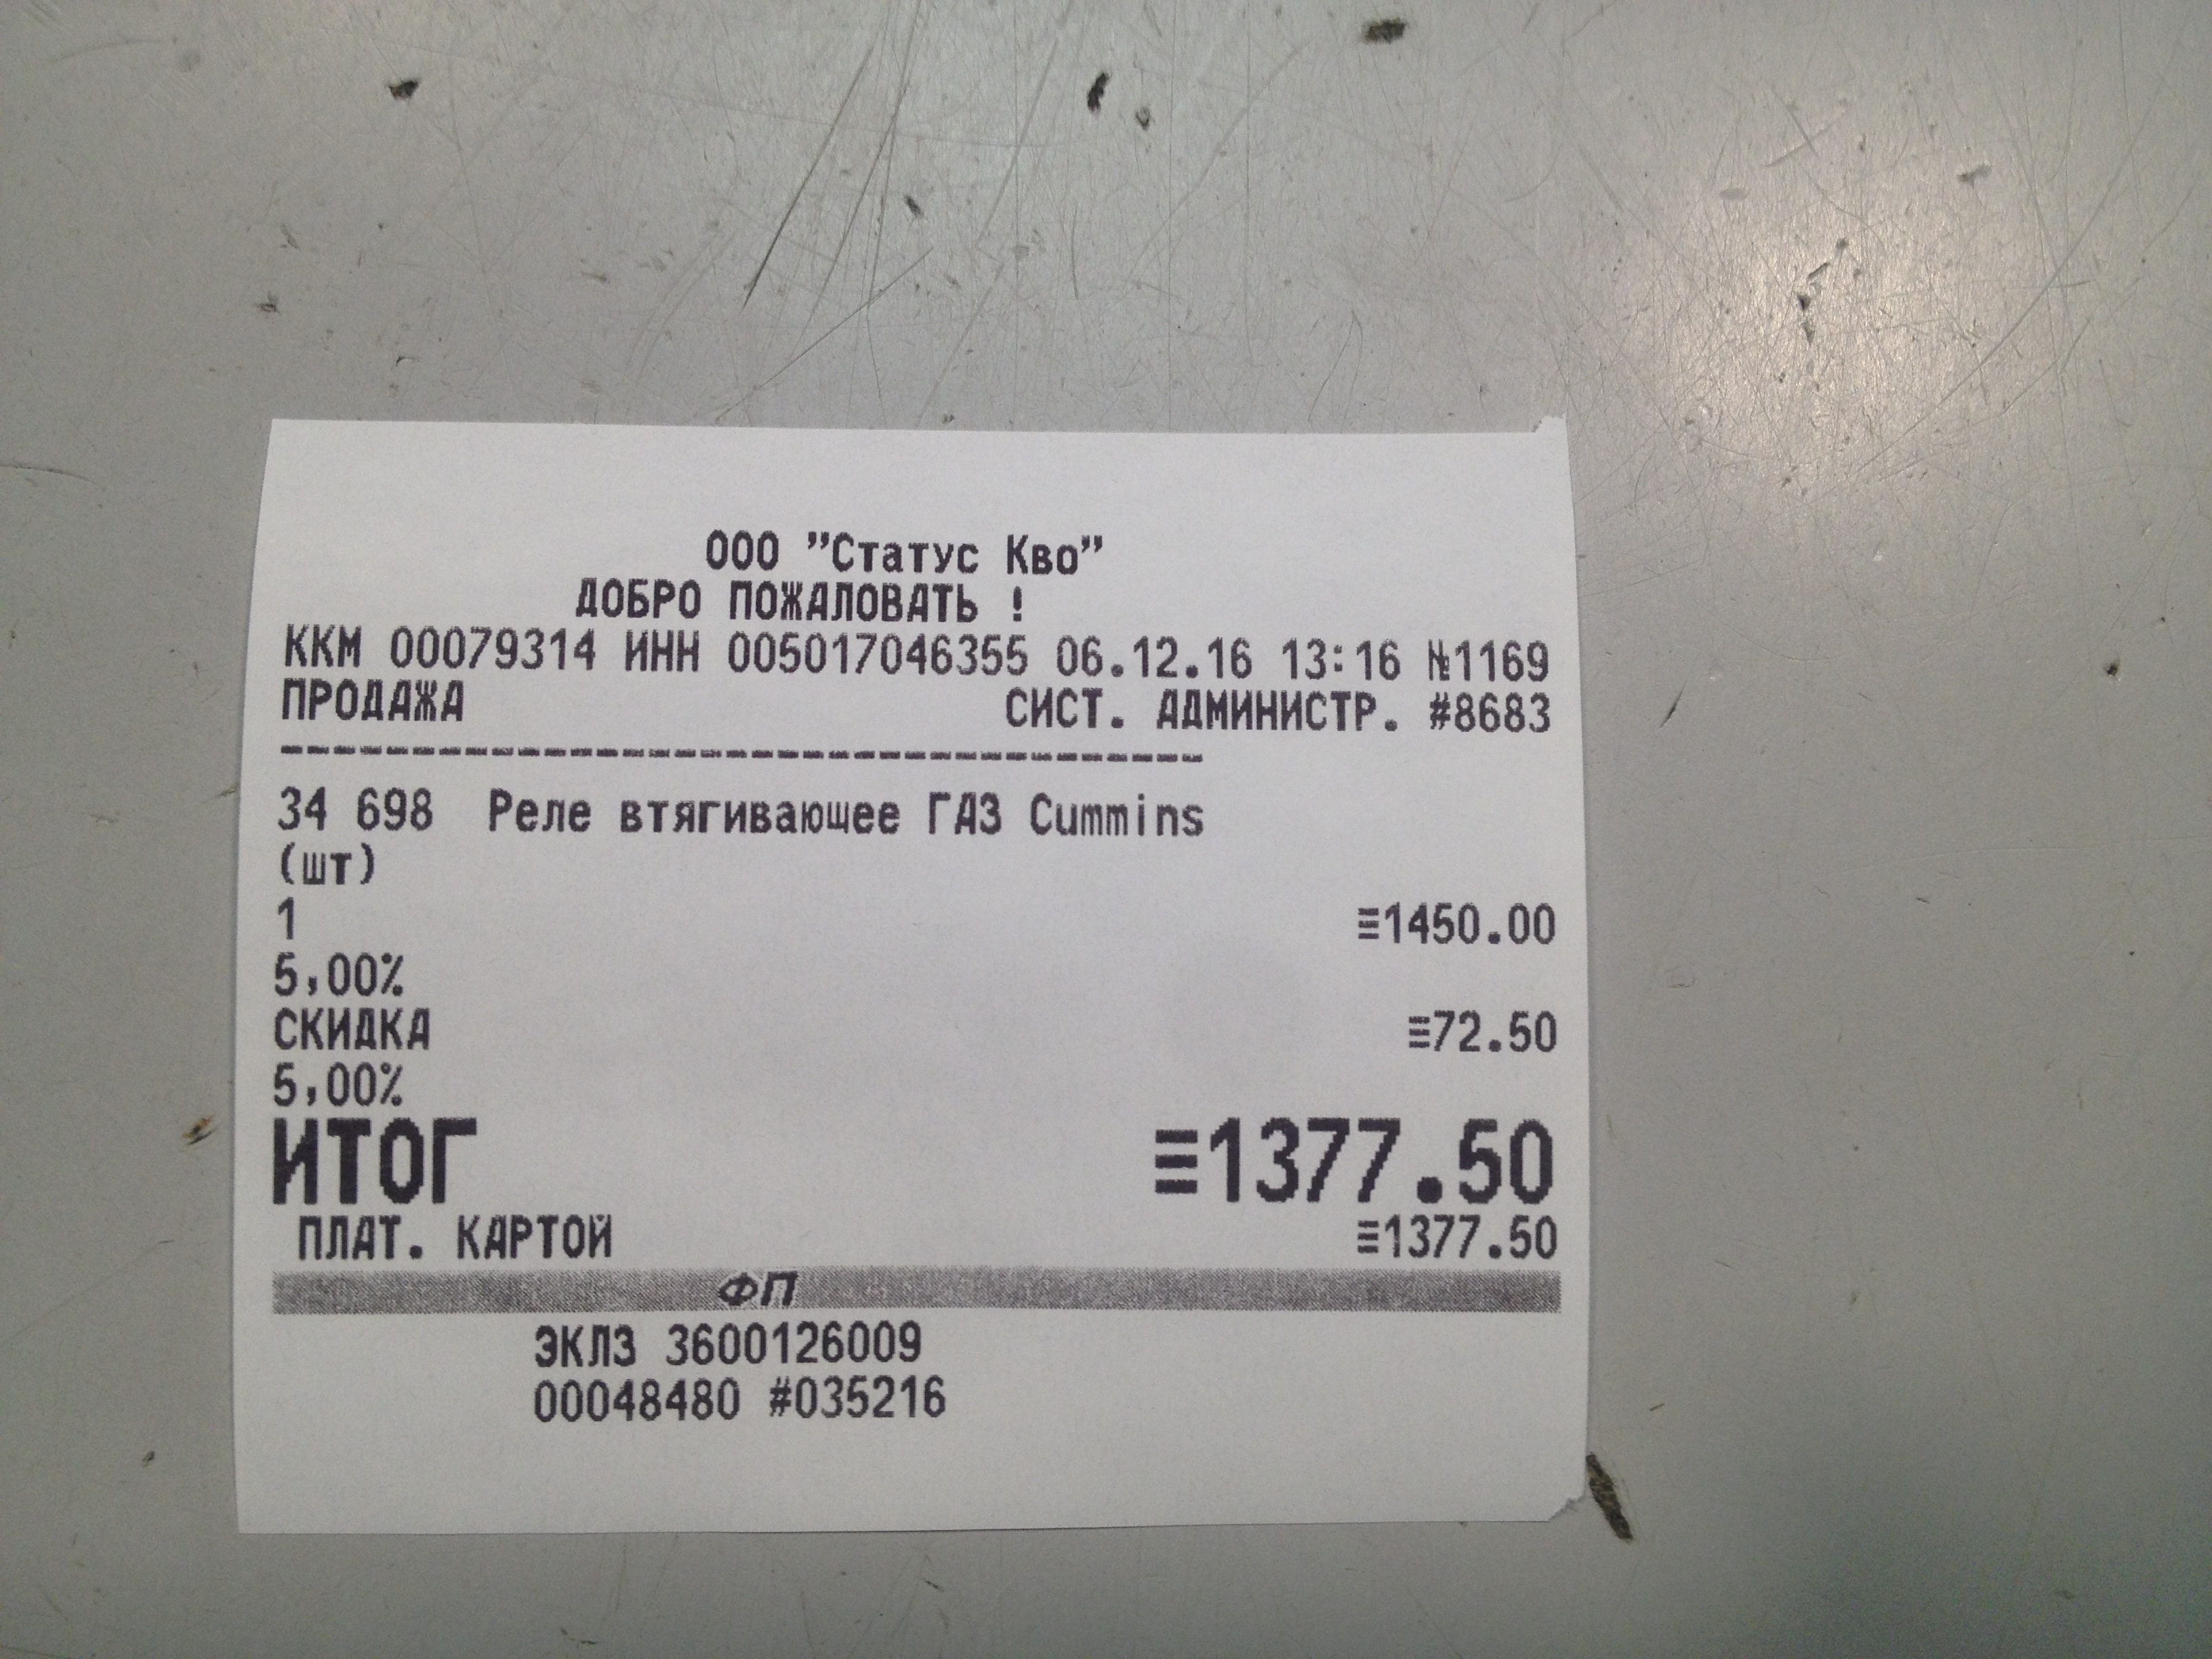 ООО "Статус Кво"
ДОБРО ПОЖАЛОВАТЬ !
ККМ 00079314 ИНН 005017046355 06.12.16 13:16 №1169
ПРОДАЖА СИСТ. АДМИНИСТР. #8683
------------------------------------
34 698 Реле втягивающее ГАЗ Cummins
(шт)
1 ≡1450.00
5,00%
СКИДКА ≡72.50
5,00%
ИТОГ ≡1377.50
ПЛАТ. КАРТОЙ ≡1377.50
ФП
ЭКЛЗ 3600126009
00048480 #035216